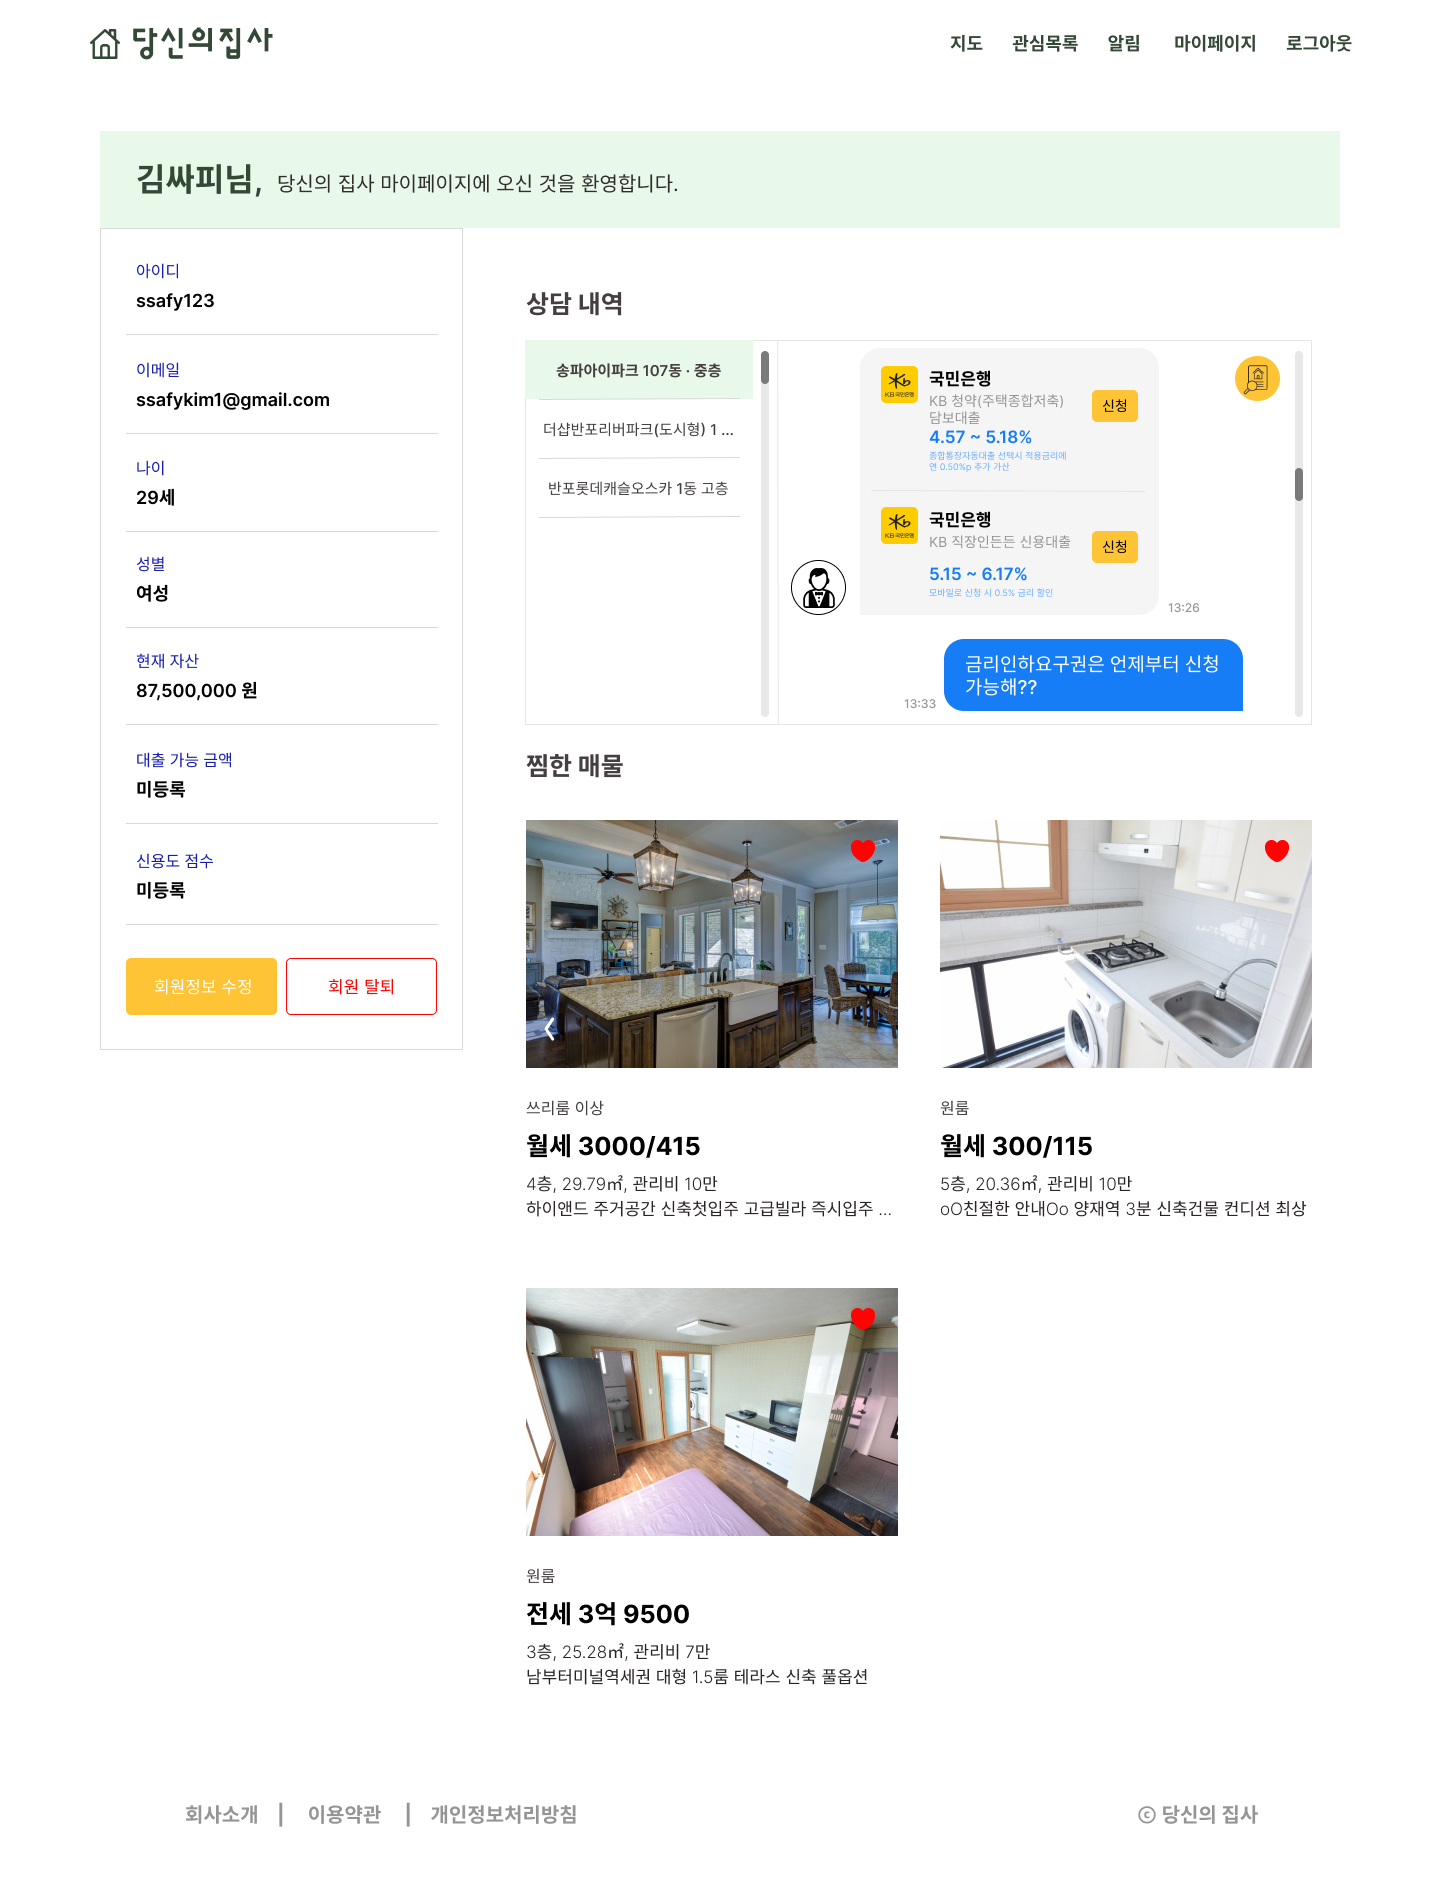 당신의집사
지도 관심목록 알림 마이페이지 로그아웃
김싸피님, 당신의 집사 마이페이지에 오신 것을 환영합니다.
아이디
ssafy123
이메일
ssafykim1@gmail.com
나이
29세
성별
여성
현재 자산
87,500,000 원
대출 가능 금액
미등록
신용도 점수
미등록
회원정보 수정 회원 탈퇴
상담 내역
송파아이파크 107동 · 중층
더샵반포리버파크(도시형) 1 ...
반포롯데캐슬오스카 1동 고층
KB국민은행
국민은행
KB 청약(주택종합저축)
담보대출
4.57 ~ 5.18%
종합통장자동대출 선택시 적용금리에
연 0.50%p 추가 가산
신청
KB국민은행
국민은행
KB 직장인든든 신용대출
5.15 ~ 6.17%
모바일로 신청 시 0.5% 금리 할인
신청
13:26
금리인하요구권은 언제부터 신청
가능해??
13:33
찜한 매물
쓰리룸 이상
월세 3000/415
4층, 29.79㎡, 관리비 10만
하이앤드 주거공간 신축첫입주 고급빌라 즉시입주 ...
원룸
월세 300/115
5층, 20.36㎡, 관리비 10만
oO친절한 안내Oo 양재역 3분 신축건물 컨디션 최상
원룸
전세 3억 9500
3층, 25.28㎡, 관리비 7만
남부터미널역세권 대형 1.5룸 테라스 신축 풀옵션
회사소개 | 이용약관 | 개인정보처리방침
ⓒ 당신의 집사